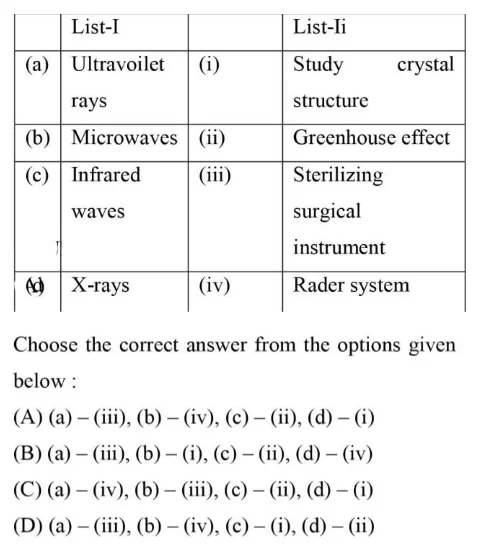 List-I List-Ii
(a) Ultravoilet (i) Study crystal
rays structure
(b) Microwaves (ii) Greenhouse effect
(c) Infrared (iii) Sterilizing
waves surgical
instrument
(d) X-rays (iv) Rader system
Choose the correct answer from the options given
below :
(A) (a) – (iii), (b) – (iv), (c) – (ii), (d) – (i)
(B) (a) – (iii), (b) – (i), (c) – (ii), (d) – (iv)
(C) (a) – (iv), (b) – (iii), (c) – (ii), (d) – (i)
(D) (a) – (iii), (b) – (iv), (c) – (i), (d) – (ii)